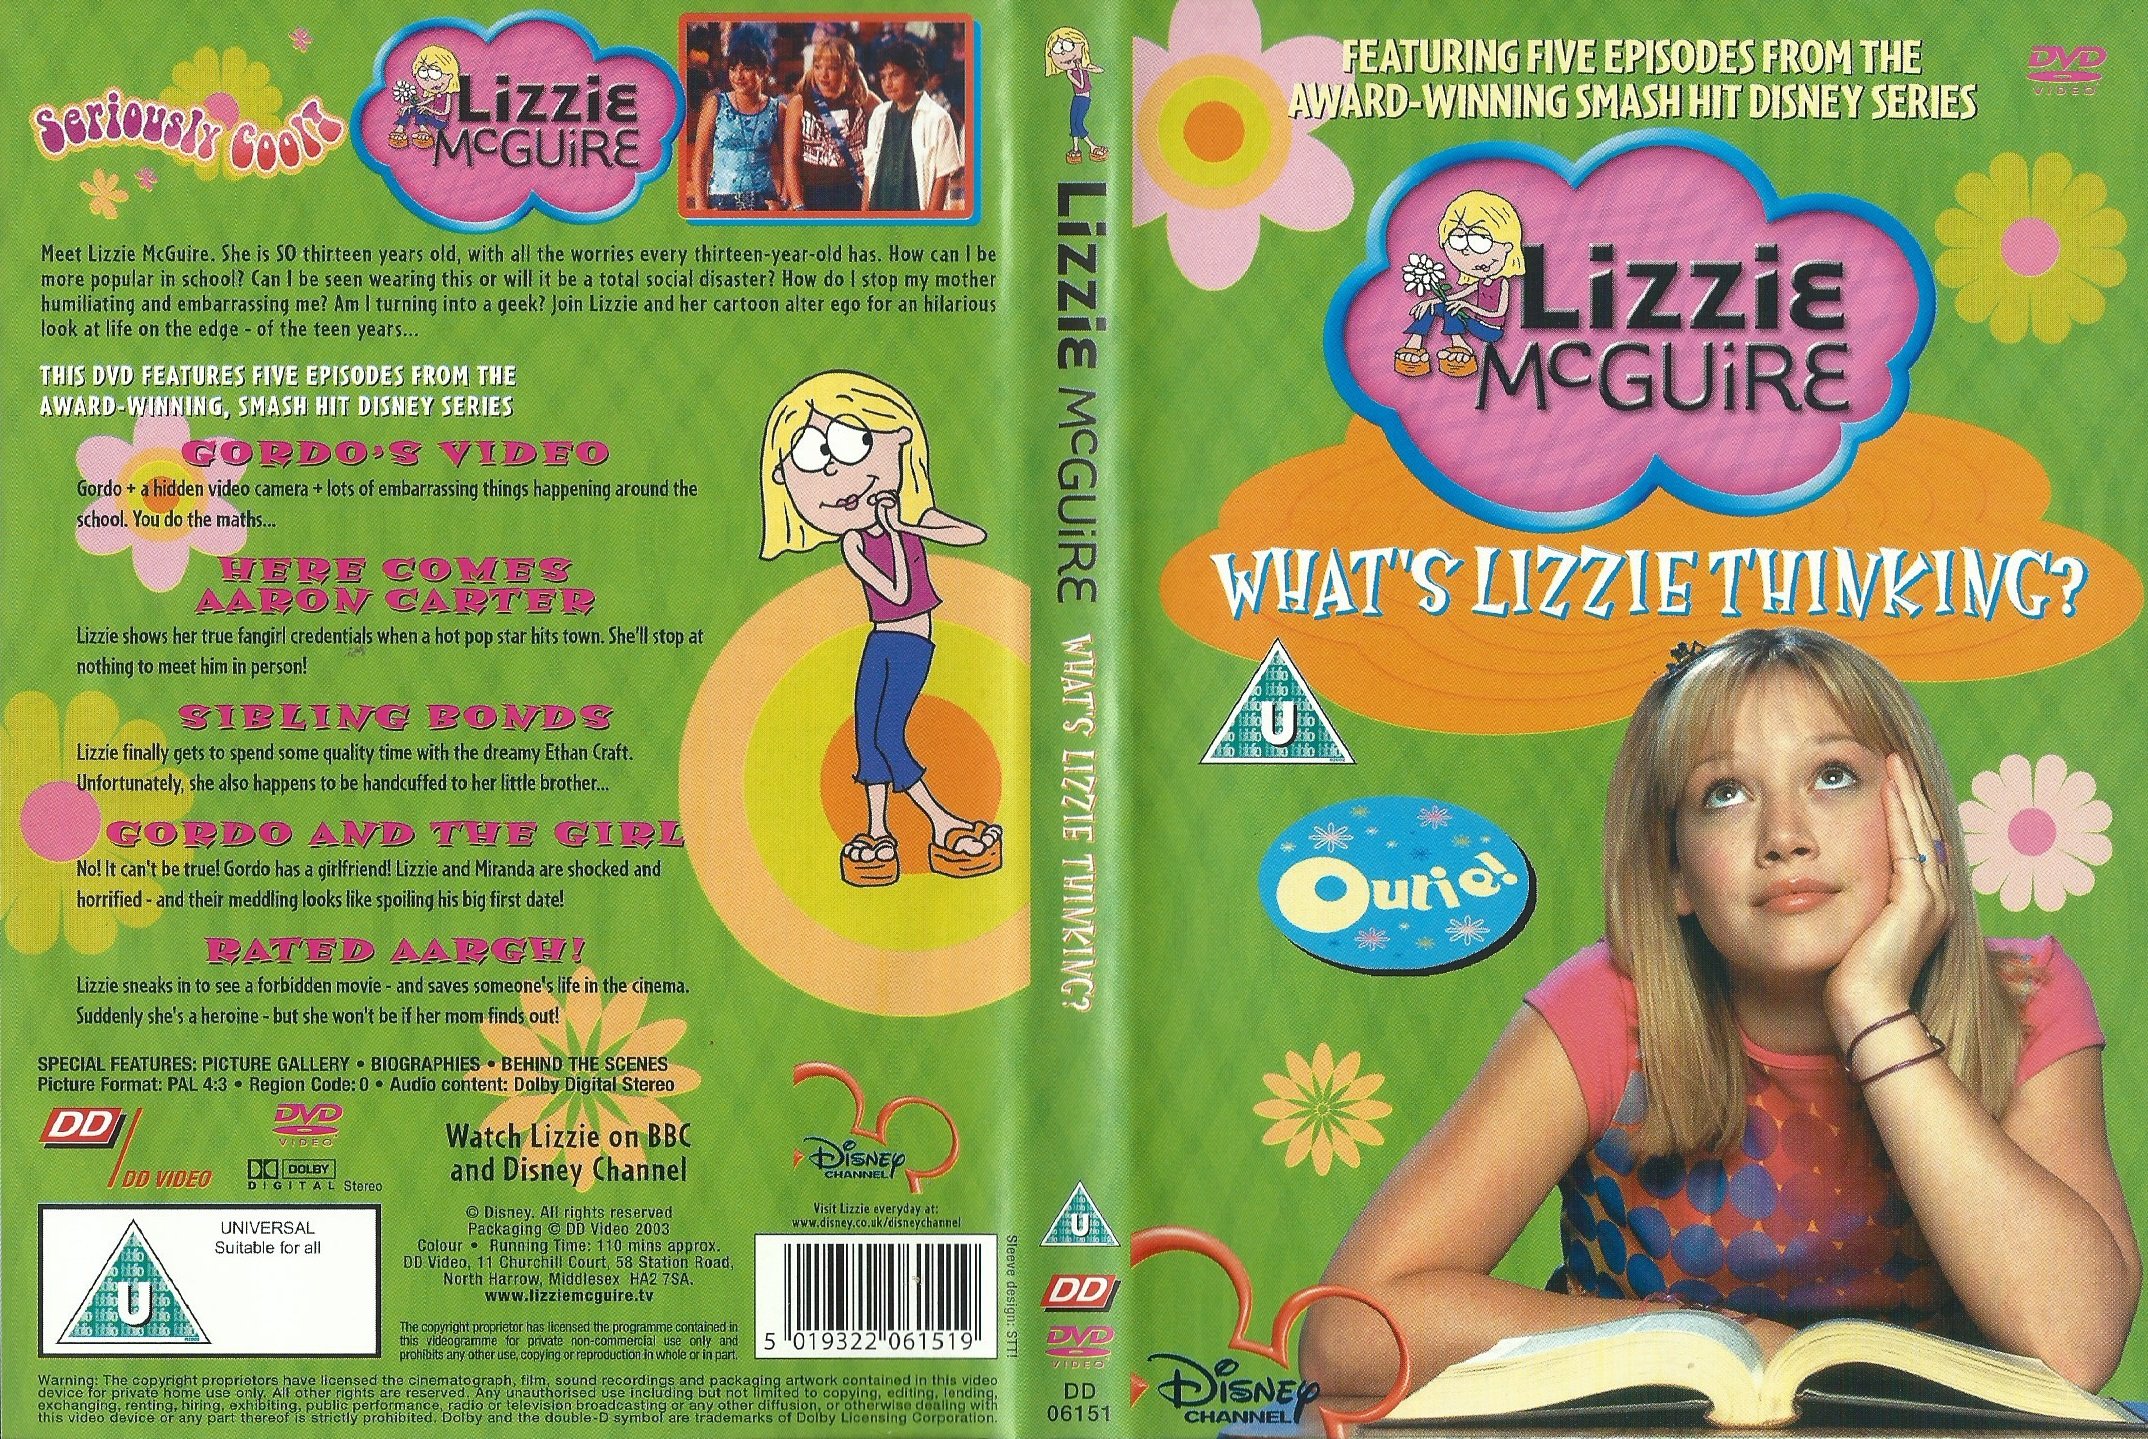 Seriously Cool!
Lizzie
McGuire
Meet Lizzie McGuire. She is SO thirteen years old, with all the worries every thirteen-year-old has. How can I be
more popular in school? Can I be seen wearing this or will it be a total social disaster? How do I stop my mother
humiliating and embarrassing me? Am I turning into a geek? Join Lizzie and her cartoon alter ego for an hilarious
look at life on the edge - of the teen years...
THIS DVD FEATURES FIVE EPISODES FROM THE
AWARD-WINNING, SMASH HIT DISNEY SERIES
GORDO'S VIDEO
Gordo + a hidden video camera + lots of embarrassing things happening around the
school. You do the maths...
HERE COMES
AARON CARTER
Lizzie shows her true fangirl credentials when a hot pop star hits town. She'll stop at
nothing to meet him in person!
SIBLING BONDS
Lizzie finally gets to spend some quality time with the dreamy Ethan Craft.
Unfortunately, she also happens to be handcuffed to her little brother...
GORDO AND THE GIRL
No! It can't be true! Gordo has a girlfriend! Lizzie and Miranda are shocked and
horrified - and their meddling looks like spoiling his big first date!
RATED AARGH!
Lizzie sneaks in to see a forbidden movie - and saves someone's life in the cinema.
Suddenly she's a heroine - but she won't be if her mom finds out!
SPECIAL FEATURES: PICTURE GALLERY • BIOGRAPHIES • BEHIND THE SCENES
Picture Format: PAL 4:3 • Region Code: 0 • Audio content: Dolby Digital Stereo
DD
DD VIDEO
DVD
VIDEO
DOLBY
DIGITAL Stereo
Watch Lizzie on BBC
and Disney Channel
Disney
CHANNEL
UNIVERSAL
Suitable for all
U
© Disney. All rights reserved
Packaging © DD Video 2003
Colour • Running Time: 110 mins approx.
DD Video, 11 Churchill Court, 58 Station Road,
North Harrow, Middlesex HA2 7SA.
www.lizziemcguire.tv
The copyright proprietor has licensed the programme contained in
this videogramme for private non-commercial use only and
prohibits any other use, copying or reproduction in whole or in part.
Visit Lizzie everyday at:
www.disney.co.uk/disneychannel
5 019322 061519
Sleeve design: STT!
Warning: The copyright proprietors have licensed the cinematograph, film, sound recordings and packaging artwork contained in this video
device for private home use only. All other rights are reserved. Any unauthorised use including but not limited to copying, editing, lending,
exchanging, renting, hiring, exhibiting, public performance, radio or television broadcasting or any other diffusion, or otherwise dealing with
this video device or any part thereof is strictly prohibited. Dolby and the double-D symbol are trademarks of Dolby Licensing Corporation.
Lizzie McGuire WHAT'S LIZZIE THINKING?
U
DD
DVD
VIDEO
DD
06151
FEATURING FIVE EPISODES FROM THE
AWARD-WINNING SMASH HIT DISNEY SERIES
DVD
VIDEO
Lizzie
McGuire
WHAT'S LIZZIE THINKING?
U
Outie!
Disney
CHANNEL